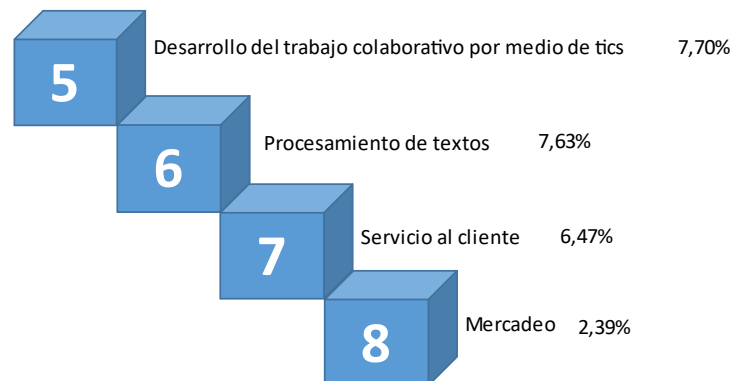 5 Desarrollo del trabajo colaborativo por medio de tics 7,70%
6 Procesamiento de textos 7,63%
7 Servicio al cliente 6,47%
8 Mercadeo 2,39%